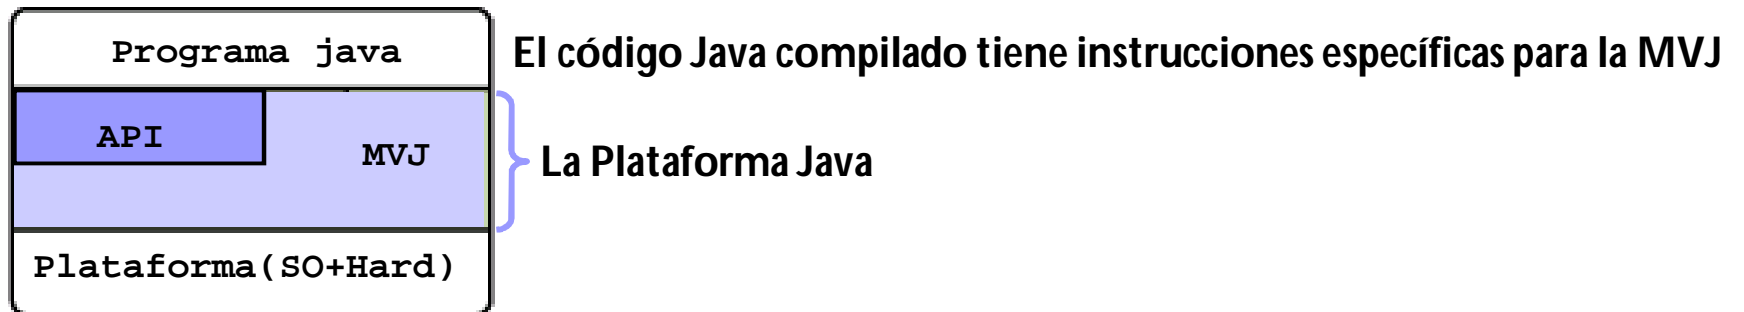 Programa java
El código Java compilado tiene instrucciones específicas para la MVJ
API
MVJ
La Plataforma Java
Plataforma(SO+Hard)